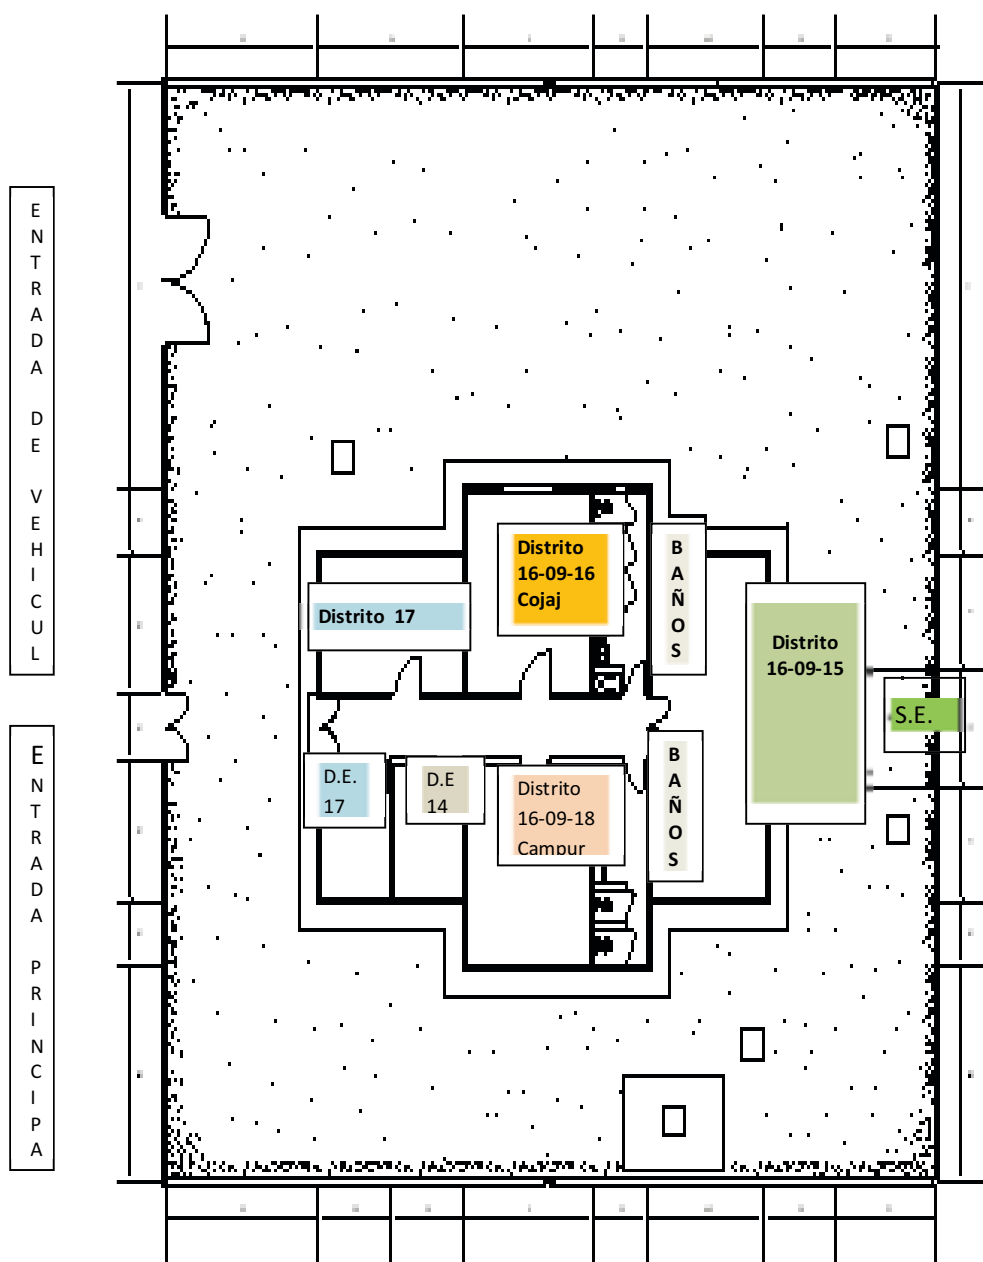 ENTRADA DE VEHICUL
Distrito
16-09-16
Cojaj
BAÑOS
Distrito 17
Distrito
16-09-15
S.E.
ENTRADA PRINCIPA
D.E.
17
D.E
14
Distrito
16-09-18
Campur
BAÑOS